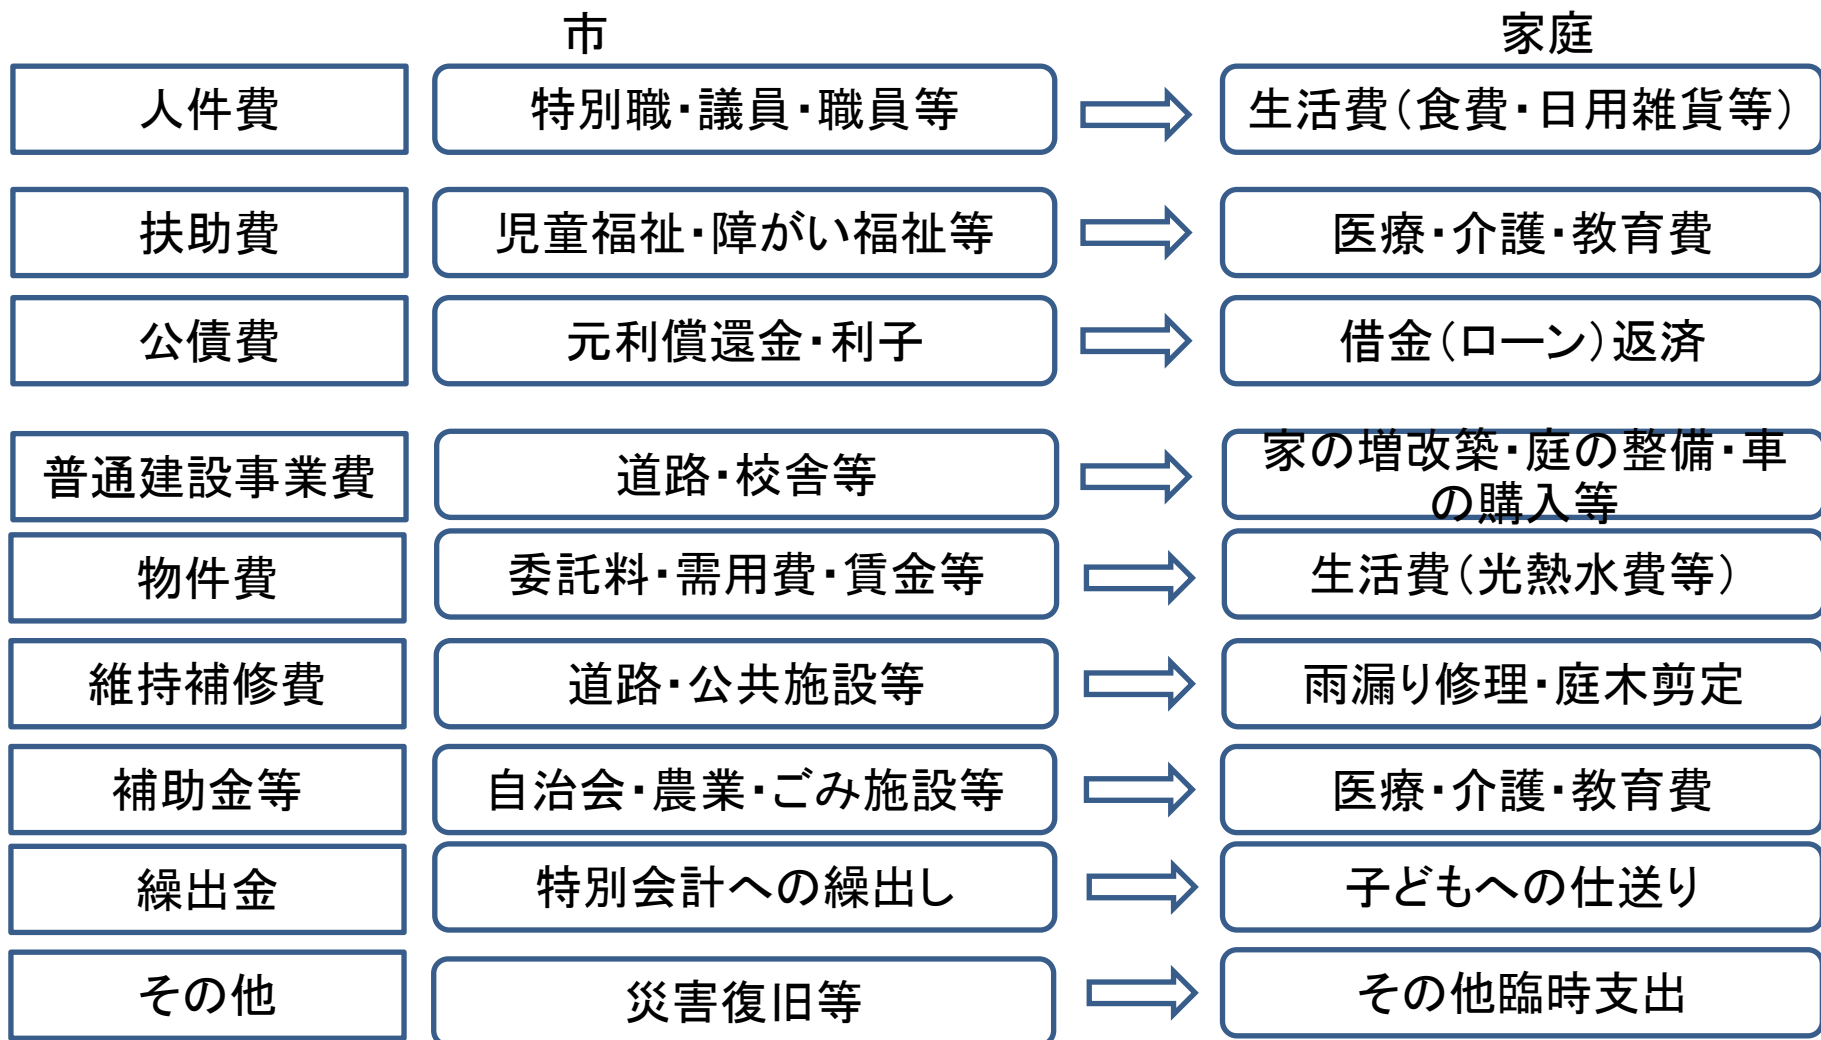 市 家庭
人件費 特別職・議員・職員等 生活費（食費・日用雑貨等）
扶助費 児童福祉・障がい福祉等 医療・介護・教育費
公債費 元利償還金・利子 借金（ローン）返済
普通建設事業費 道路・校舎等 家の増改築・庭の整備・車
の購入等
物件費 委託料・需用費・賃金等 生活費（光熱水費等）
維持補修費 道路・公共施設等 雨漏り修理・庭木剪定
補助金等 自治会・農業・ごみ施設等 医療・介護・教育費
繰出金 特別会計への繰出し 子どもへの仕送り
その他 災害復旧等 その他臨時支出